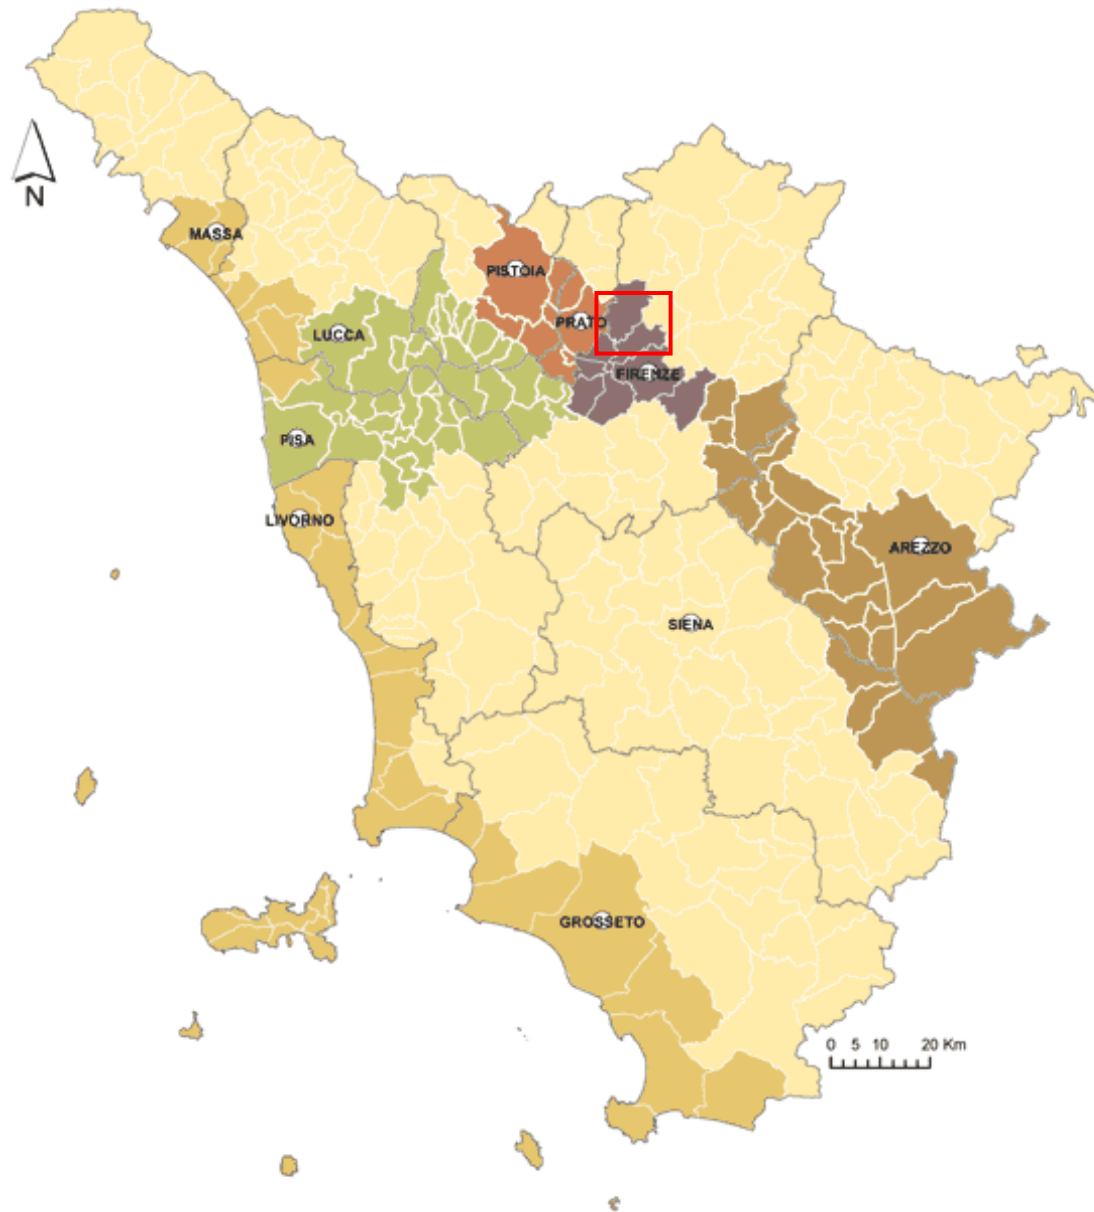 N
MASSA
PISTOIA
PRATO
LUCCA
FIRENZE
PISA
LIVORNO
AREZZO
SIENA
GROSSETO
0 5 10 20 Km